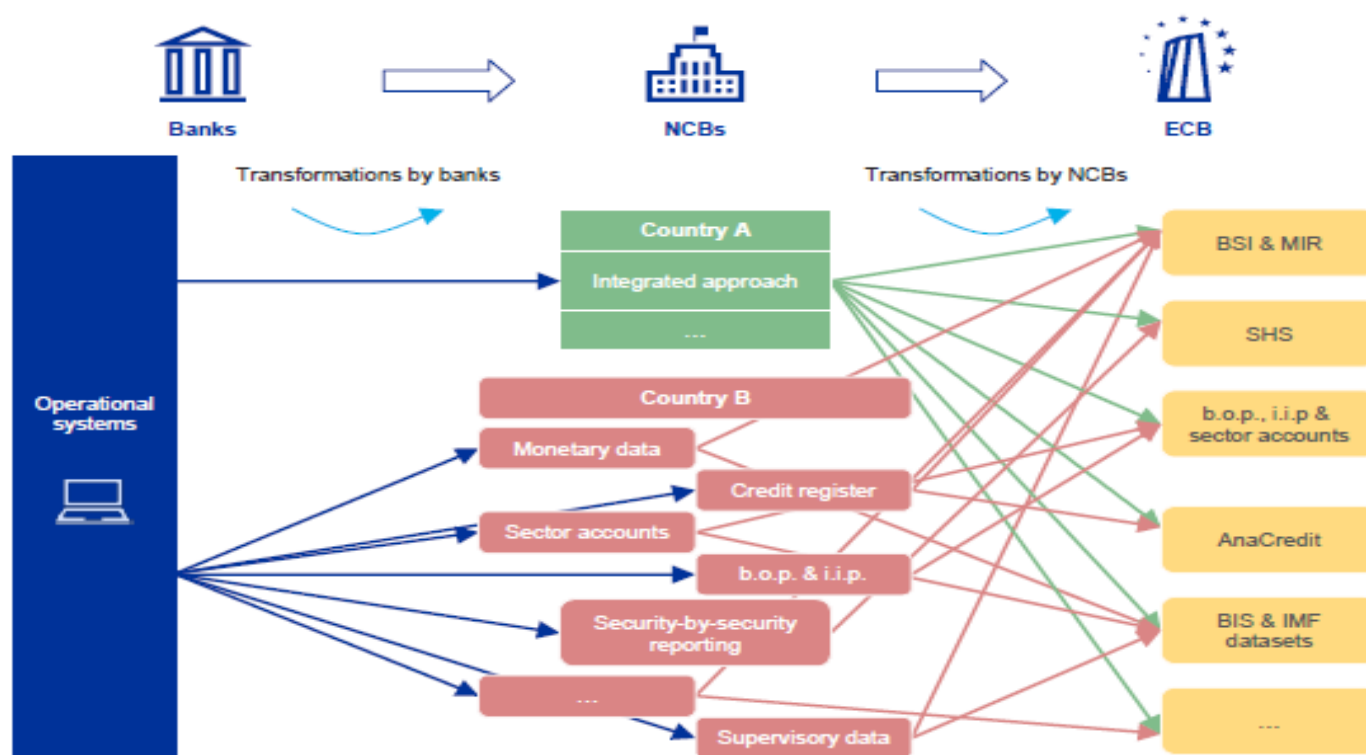 Banks
NCBs
ECB
Transformations by banks
Transformations by NCBs
Operational
systems
Country A
Integrated approach
...
Country B
Monetary data
Credit register
Sector accounts
b.o.p. & i.i.p.
Security-by-security
reporting
...
Supervisory data
BSI & MIR
SHS
b.o.p., i.i.p &
sector accounts
AnaCredit
BIS & IMF
datasets
...